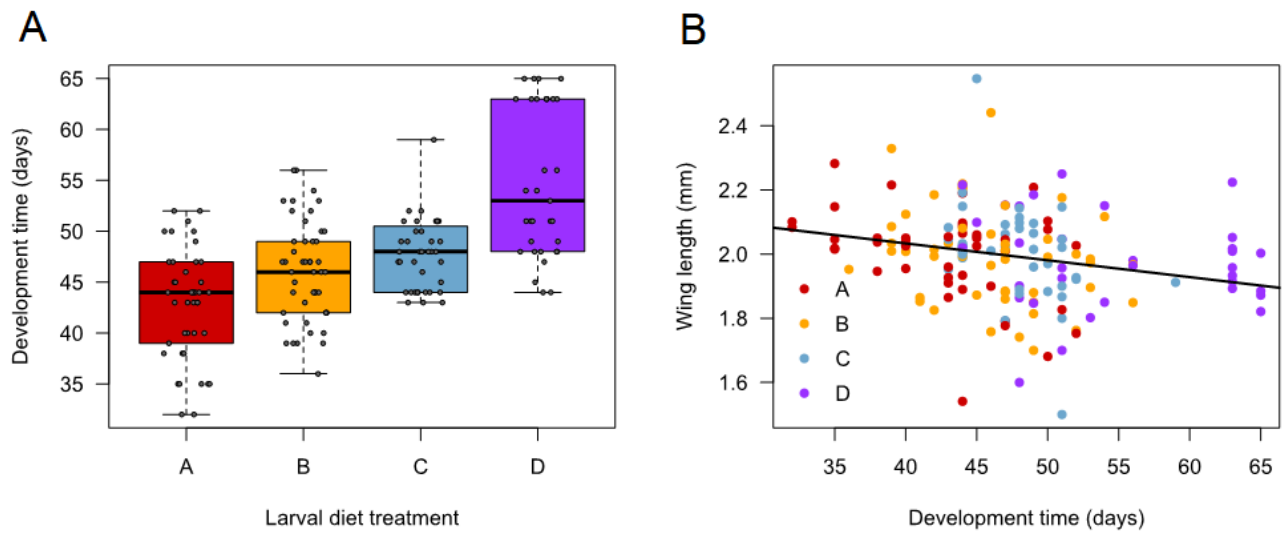 A
B
Development time (days)
65
60
55
50
45
40
35
A
B
C
D
Larval diet treatment
Wing length (mm)
2.4
2.2
2.0
1.8
1.6
A
B
C
D
35
40
45
50
55
60
65
Development time (days)